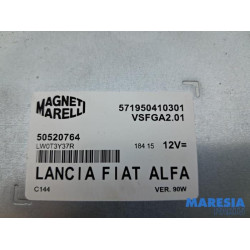 MAGNETI
MARELLI
571950410301
VSFGA2.01
50520764
LW0T3Y37R
184 15 12V=
LANCIA FIAT ALFA
C144 VER. 90W
MARESIA